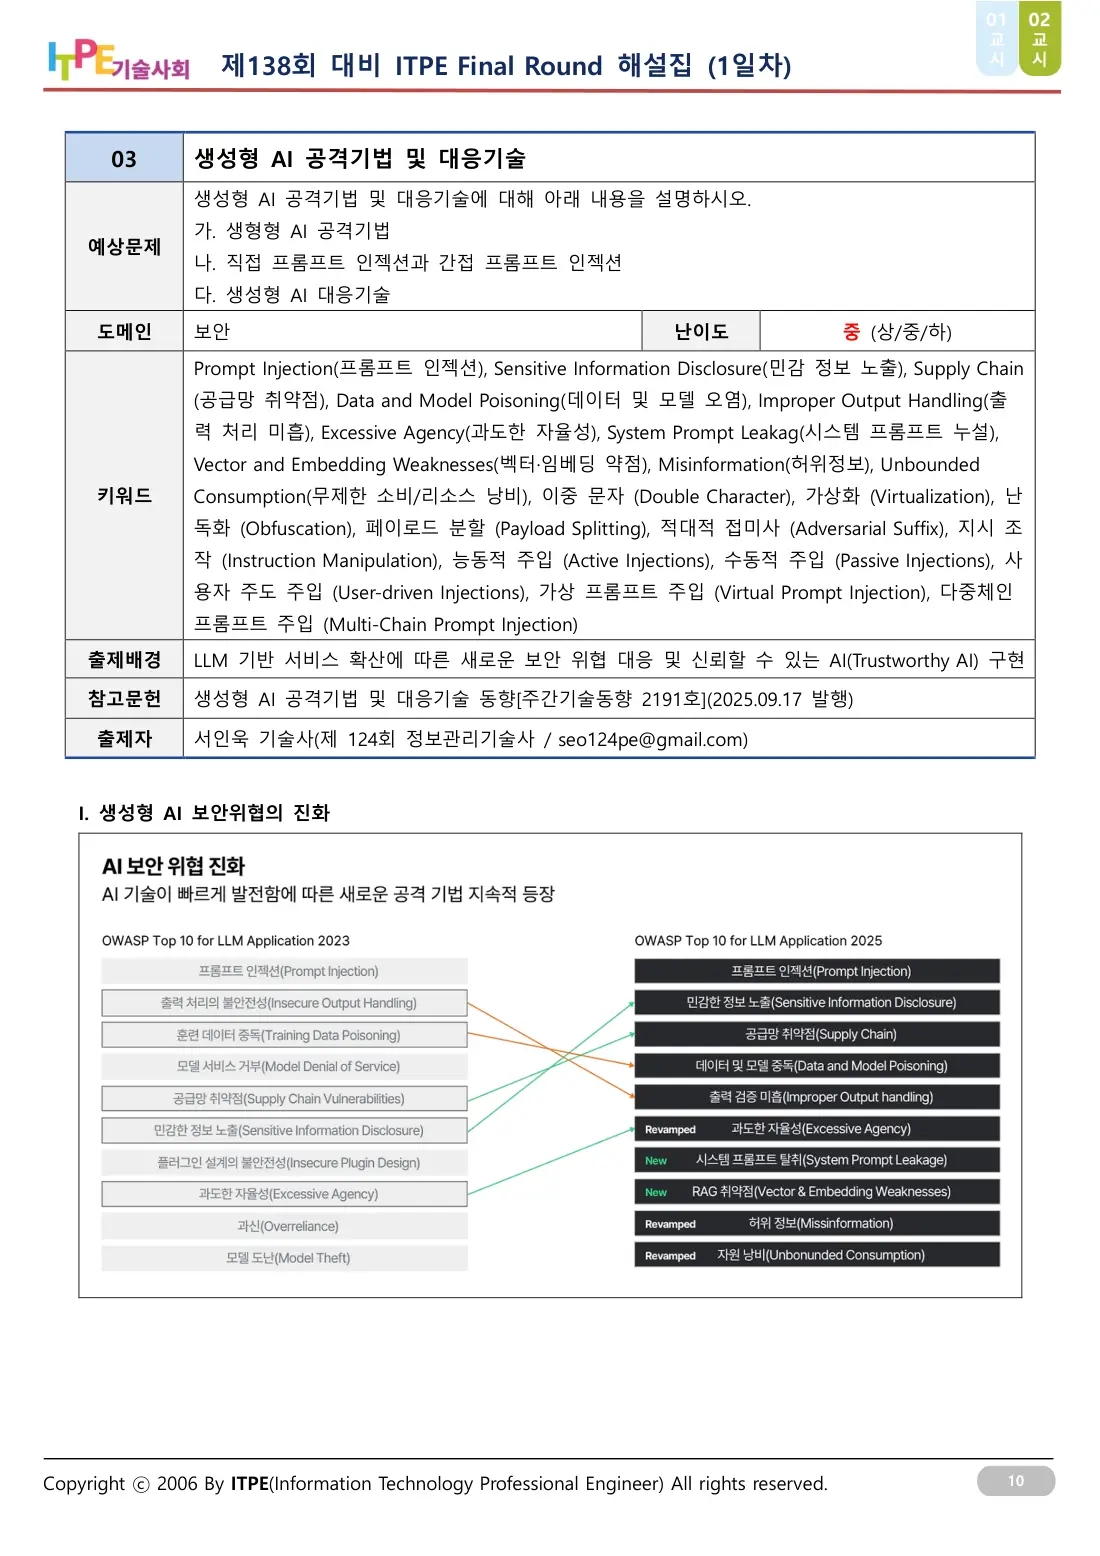 ITPE기술사회 제138회 대비 ITPE Final Round 해설집 (1일차)
01 교시
02 교시
03 생성형 AI 공격기법 및 대응기술
예상문제
생성형 AI 공격기법 및 대응기술에 대해 아래 내용을 설명하시오.
가. 생형형 AI 공격기법
나. 직접 프롬프트 인젝션과 간접 프롬프트 인젝션
다. 생성형 AI 대응기술
도메인 보안 난이도 중 (상/중/하)
키워드
Prompt Injection(프롬프트 인젝션), Sensitive Information Disclosure(민감 정보 노출), Supply Chain
(공급망 취약점), Data and Model Poisoning(데이터 및 모델 오염), Improper Output Handling(출
력 처리 미흡), Excessive Agency(과도한 자율성), System Prompt Leakag(시스템 프롬프트 누설),
Vector and Embedding Weaknesses(벡터·임베딩 약점), Misinformation(허위정보), Unbounded
Consumption(무제한 소비/리소스 낭비), 이중 문자 (Double Character), 가상화 (Virtualization), 난
독화 (Obfuscation), 페이로드 분할 (Payload Splitting), 적대적 접미사 (Adversarial Suffix), 지시 조
작 (Instruction Manipulation), 능동적 주입 (Active Injections), 수동적 주입 (Passive Injections), 사
용자 주도 주입 (User-driven Injections), 가상 프롬프트 주입 (Virtual Prompt Injection), 다중체인
프롬프트 주입 (Multi-Chain Prompt Injection)
출제배경 LLM 기반 서비스 확산에 따른 새로운 보안 위협 대응 및 신뢰할 수 있는 AI(Trustworthy AI) 구현
참고문헌 생성형 AI 공격기법 및 대응기술 동향[주간기술동향 2191호](2025.09.17 발행)
출제자 서인욱 기술사(제 124회 정보관리기술사 / seo124pe@gmail.com)
I. 생성형 AI 보안위협의 진화
AI 보안 위협 진화
AI 기술이 빠르게 발전함에 따른 새로운 공격 기법 지속적 등장
OWASP Top 10 for LLM Application 2023
프롬프트 인젝션(Prompt Injection)
출력 처리의 불안전성(Insecure Output Handling)
훈련 데이터 중독(Training Data Poisoning)
모델 서비스 거부(Model Denial of Service)
공급망 취약점(Supply Chain Vulnerabilities)
민감한 정보 노출(Sensitive Information Disclosure)
플러그인 설계의 불안전성(Insecure Plugin Design)
과도한 자율성(Excessive Agency)
과신(Overreliance)
모델 도난(Model Theft)
OWASP Top 10 for LLM Application 2025
프롬프트 인젝션(Prompt Injection)
민감한 정보 노출(Sensitive Information Disclosure)
공급망 취약점(Supply Chain)
데이터 및 모델 중독(Data and Model Poisoning)
출력 검증 미흡(Improper Output handling)
Revamped 과도한 자율성(Excessive Agency)
New 시스템 프롬프트 탈취(System Prompt Leakage)
New RAG 취약점(Vector & Embedding Weaknesses)
Revamped 허위 정보(Missinformation)
Revamped 자원 낭비(Unbonunded Consumption)
Copyright ⓒ 2006 By ITPE(Information Technology Professional Engineer) All rights reserved.
10